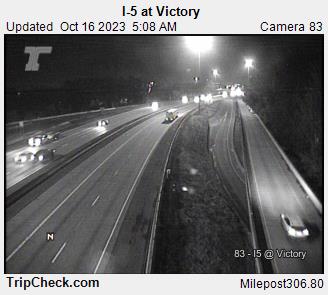 I-5 at Victory
Updated Oct 16 2023 5:08 AM Camera 83
T
N
83 - I5 @ Victory
TripCheck.com Milepost306.80